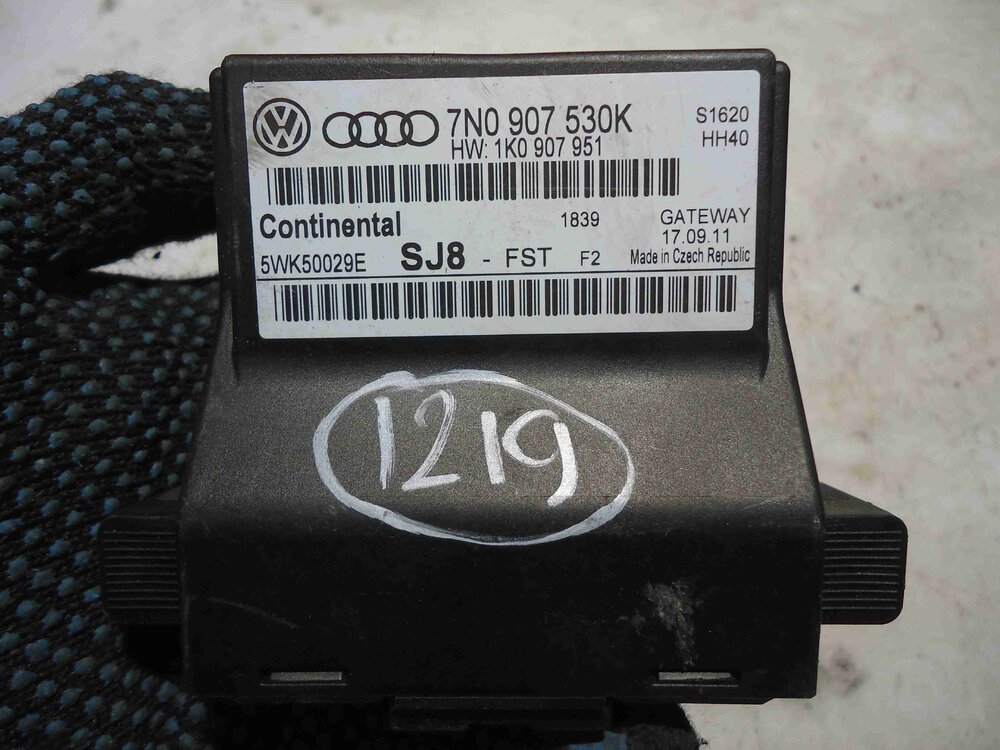 7N0 907 530K
S1620
HW: 1K0 907 951
HH40
Continental 1839 GATEWAY
17.09.11
5WK50029E SJ8 - FST F2 Made in Czech Republic
1219